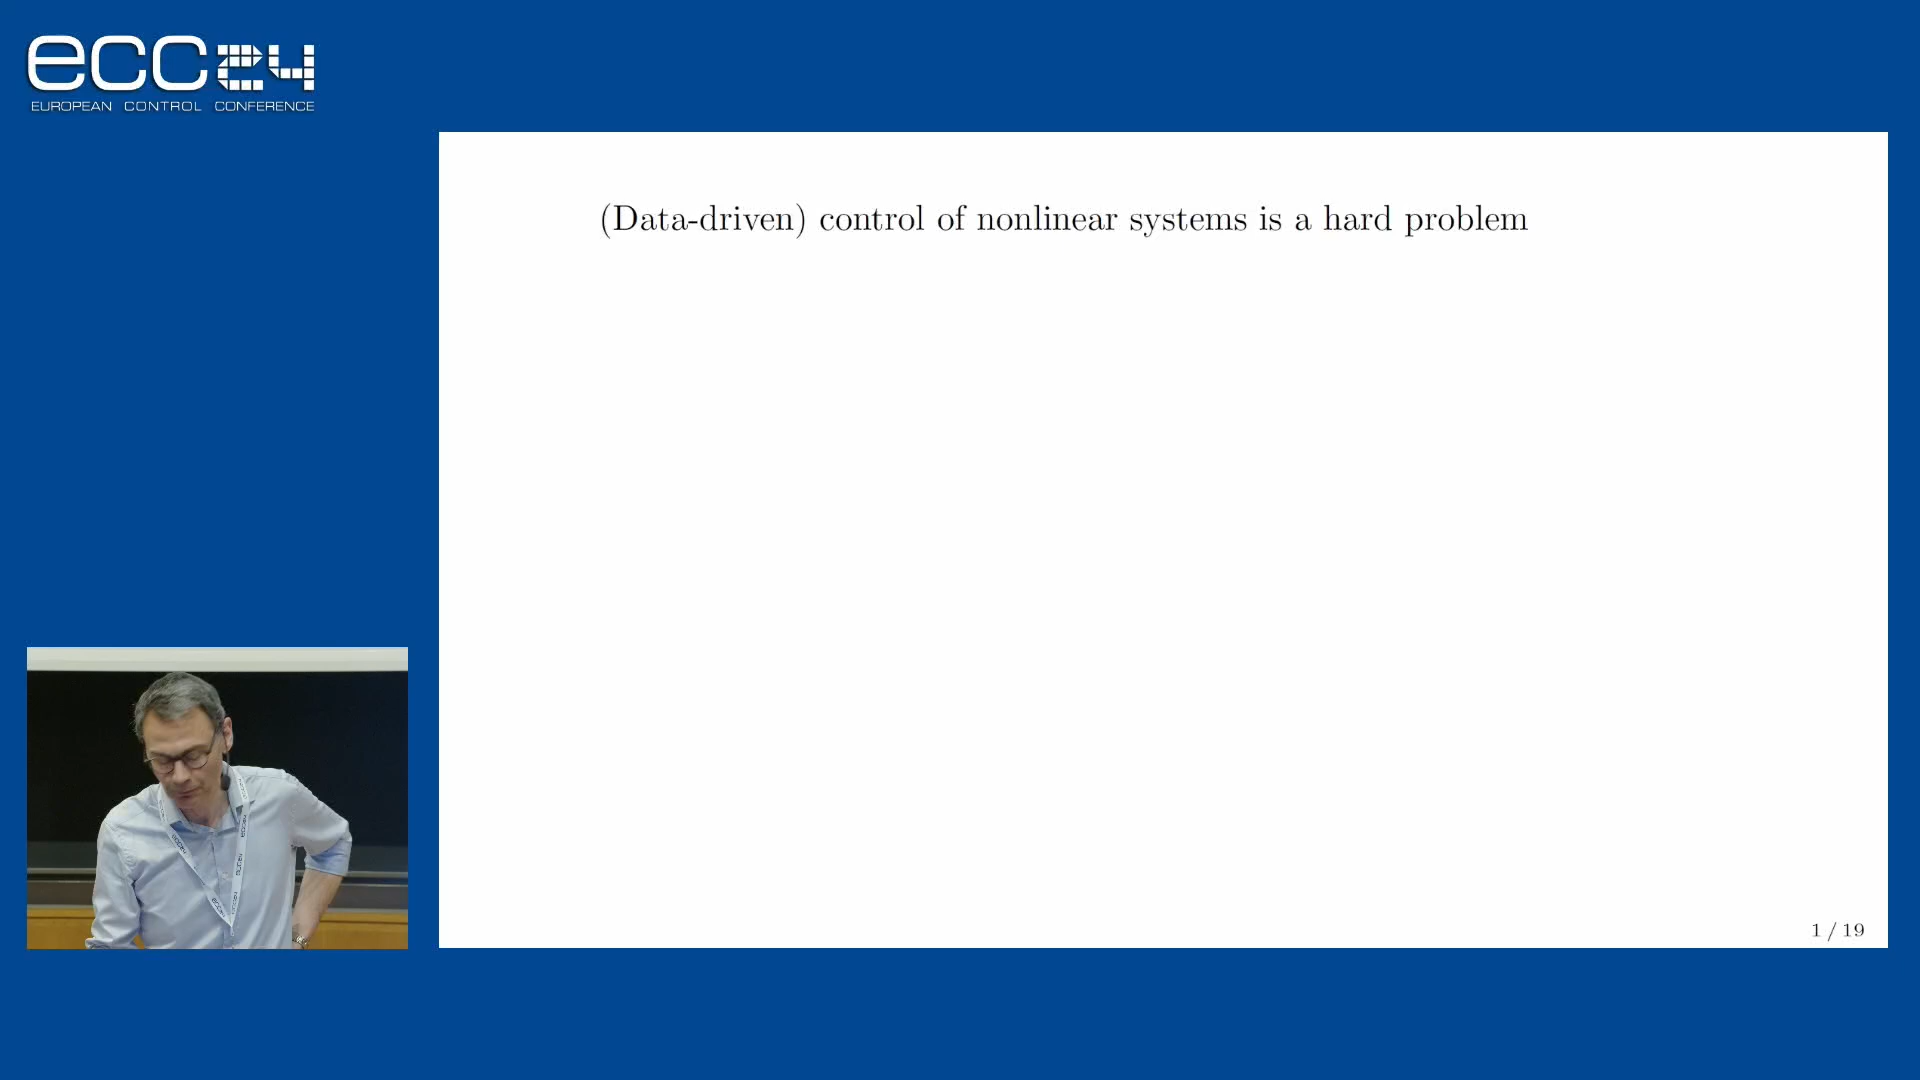 ecc24
EUROPEAN CONTROL CONFERENCE
(Data-driven) control of nonlinear systems is a hard problem
1 / 19